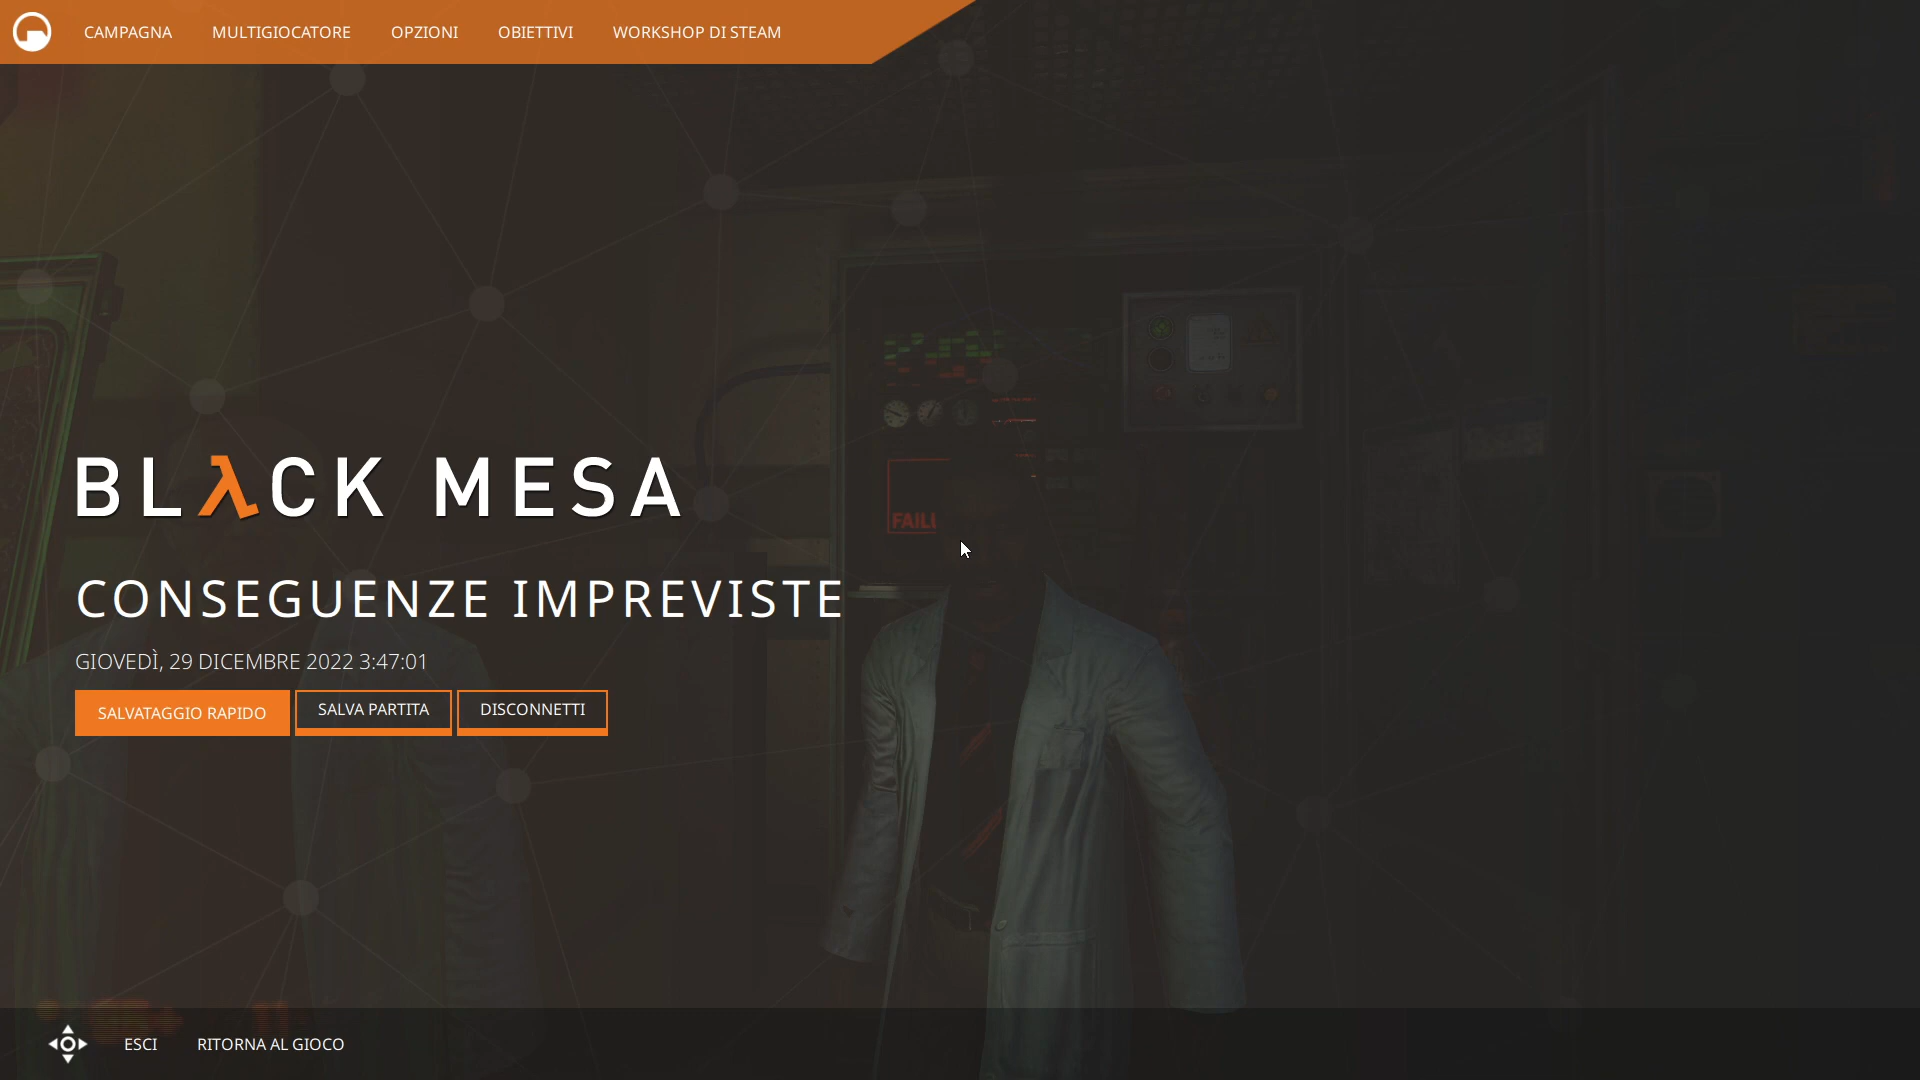 CAMPAGNA MULTIGIOCATORE OPZIONI OBIETTIVI WORKSHOP DI STEAM
FAILU
BLλCK MESA
CONSEGUENZE IMPREVISTE
GIOVEDÌ, 29 DICEMBRE 2022 3:47:01
SALVATAGGIO RAPIDO SALVA PARTITA DISCONNETTI
ESCI RITORNA AL GIOCO